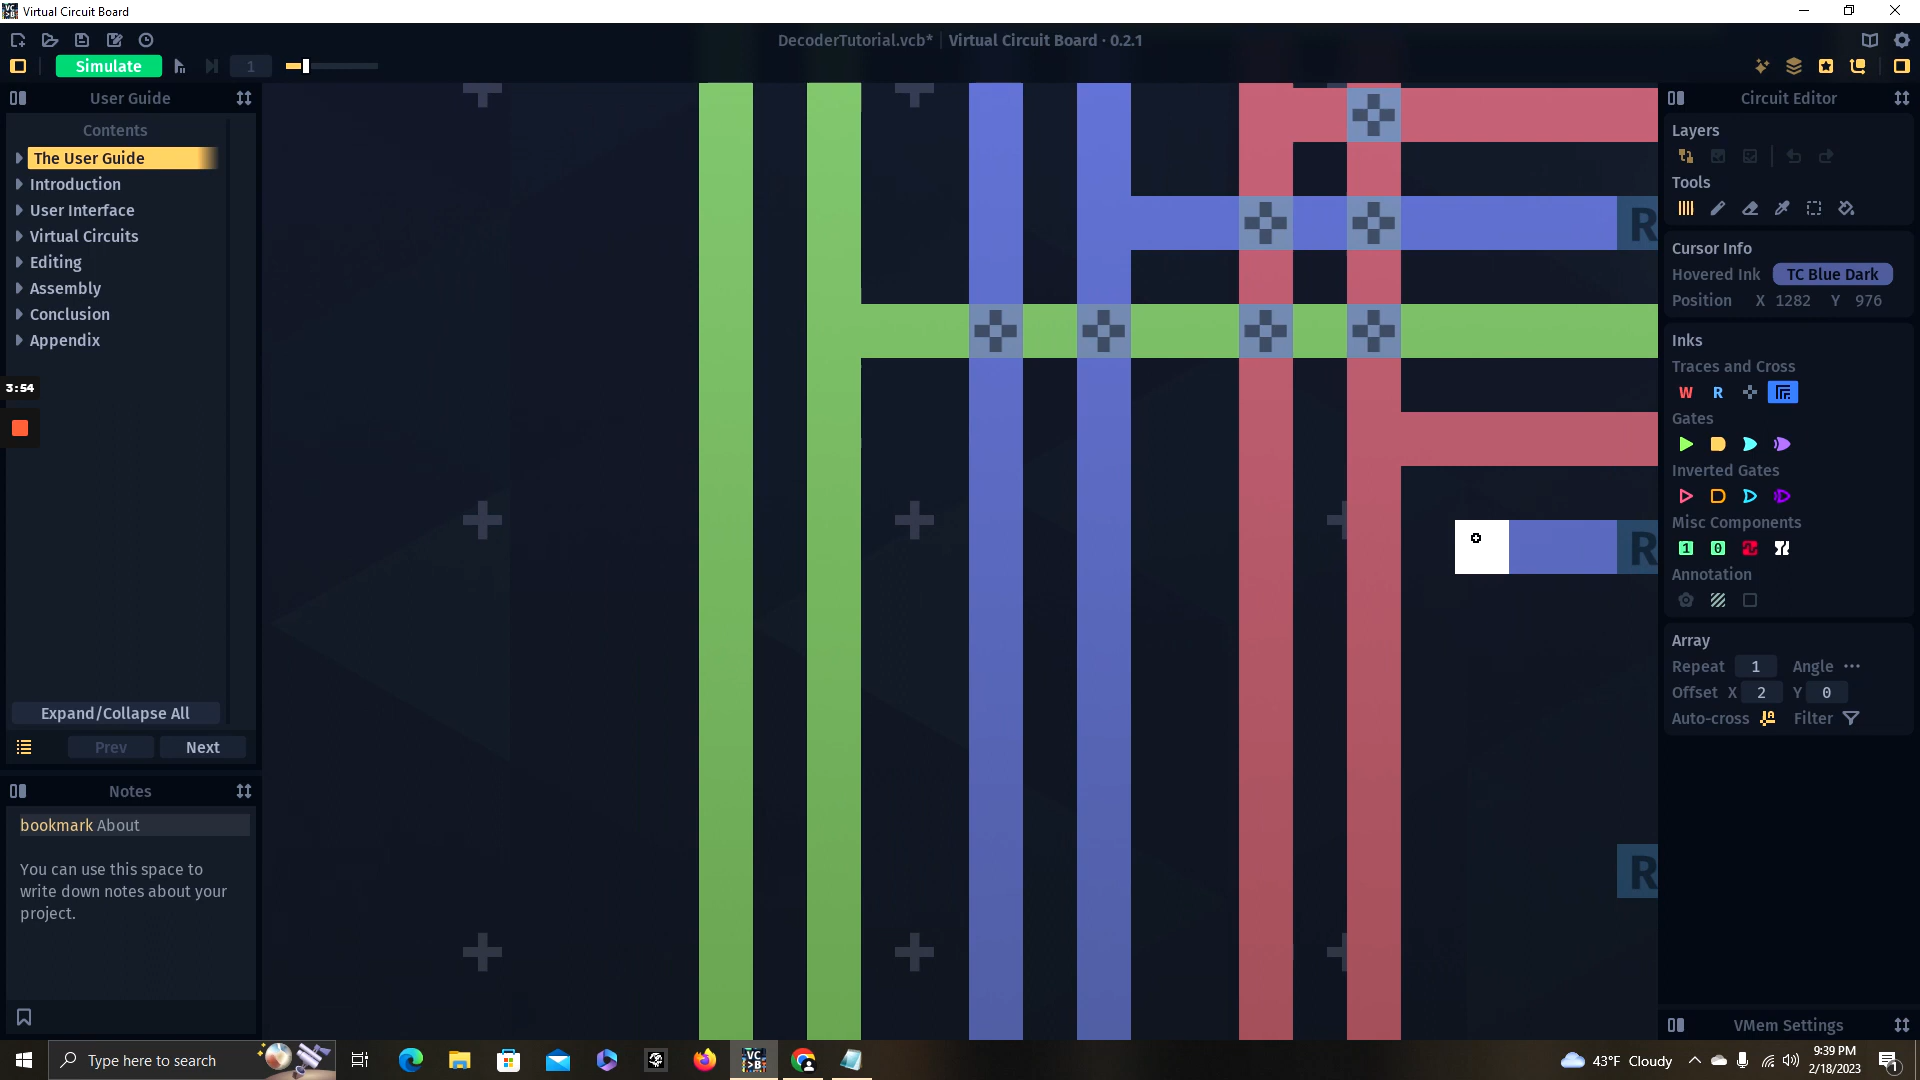 Virtual Circuit Board
DecoderTutorial.vcb* | Virtual Circuit Board · 0.2.1
Simulate
1
User Guide
Contents
The User Guide
Introduction
User Interface
Virtual Circuits
Editing
Assembly
Conclusion
Appendix
3:54
Expand/Collapse All
Prev
Next
Notes
bookmark About
You can use this space to
write down notes about your
project.
R
R
R
Circuit Editor
Layers
Tools
Cursor Info
Hovered Ink TC Blue Dark
Position X 1282 Y 976
Inks
Traces and Cross
W R
Gates
Inverted Gates
Misc Components
1 0
Annotation
Array
Repeat 1 Angle ···
Offset X 2 Y 0
Auto-cross Filter
VMem Settings
Type here to search
VC
>B
43°F Cloudy
9:39 PM
2/18/2023
1